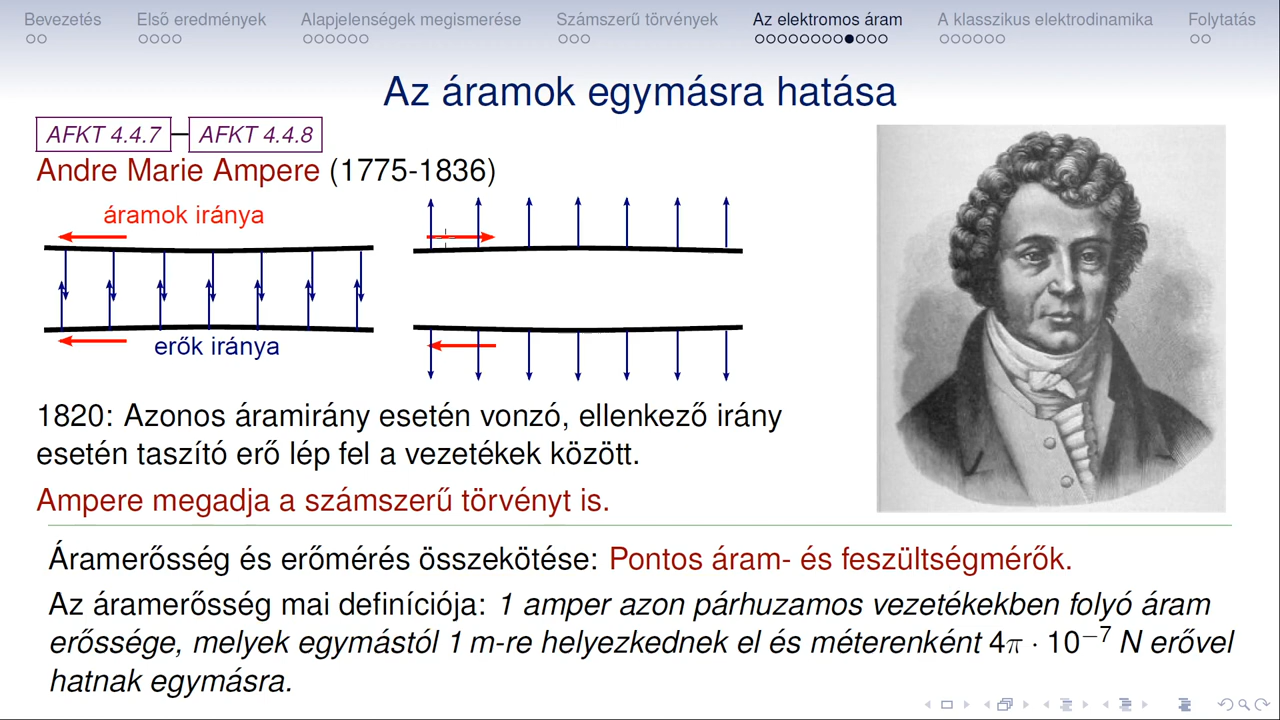 Bevezetés
Első eredmények
Alapjelenségek megismerése
Számszerű törvények
Az elektromos áram
A klasszikus elektrodinamika
Folytatás
Az áramok egymásra hatása
AFKT 4.4.7 AFKT 4.4.8
Andre Marie Ampere (1775-1836)
áramok iránya
erők iránya
1820: Azonos áramirány esetén vonzó, ellenkező irány
esetén taszító erő lép fel a vezetékek között.
Ampere megadja a számszerű törvényt is.
Áramerősség és erőmérés összekötése: Pontos áram- és feszültségmérők.
Az áramerősség mai definíciója: 1 amper azon párhuzamos vezetékekben folyó áram
erőssége, melyek egymástól 1 m-re helyezkednek el és méterenként 4π · 10⁻⁷ N erővel
hatnak egymásra.